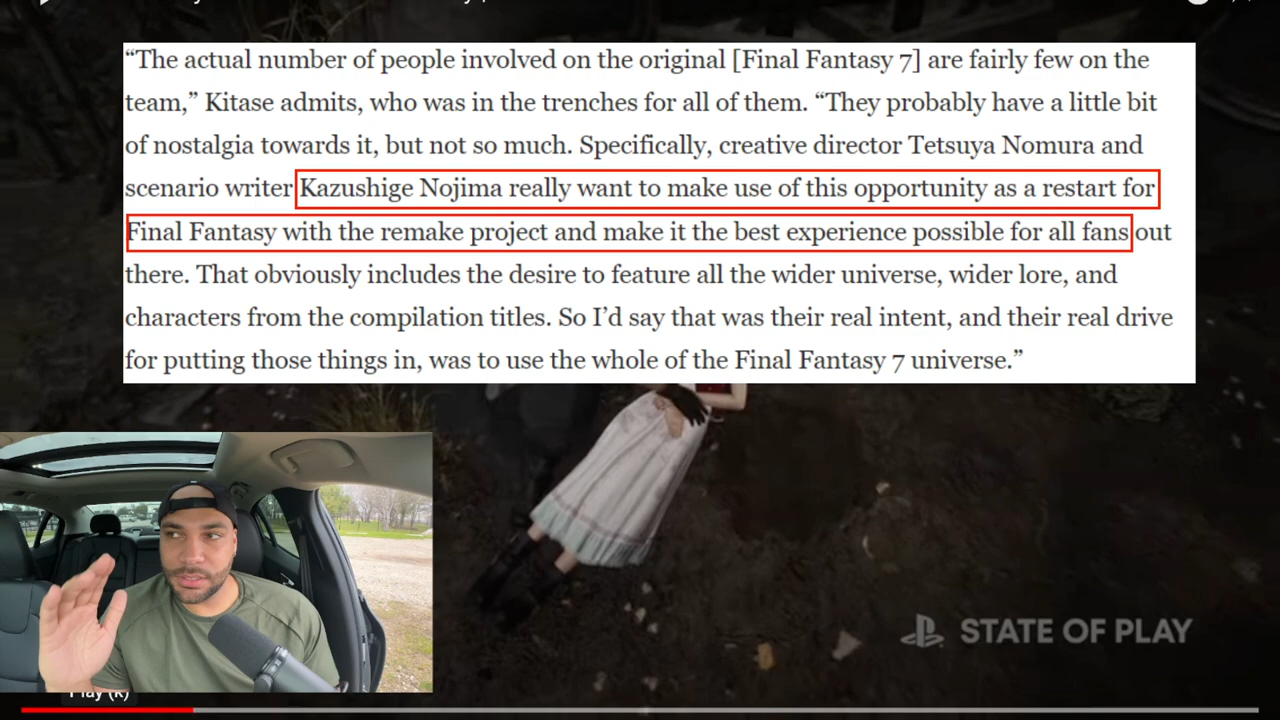 “The actual number of people involved on the original [Final Fantasy 7] are fairly few on the
team,” Kitase admits, who was in the trenches for all of them. “They probably have a little bit
of nostalgia towards it, but not so much. Specifically, creative director Tetsuya Nomura and
scenario writer Kazushige Nojima really want to make use of this opportunity as a restart for
Final Fantasy with the remake project and make it the best experience possible for all fans out
there. That obviously includes the desire to feature all the wider universe, wider lore, and
characters from the compilation titles. So I’d say that was their real intent, and their real drive
for putting those things in, was to use the whole of the Final Fantasy 7 universe.”
STATE OF PLAY
Play (k)